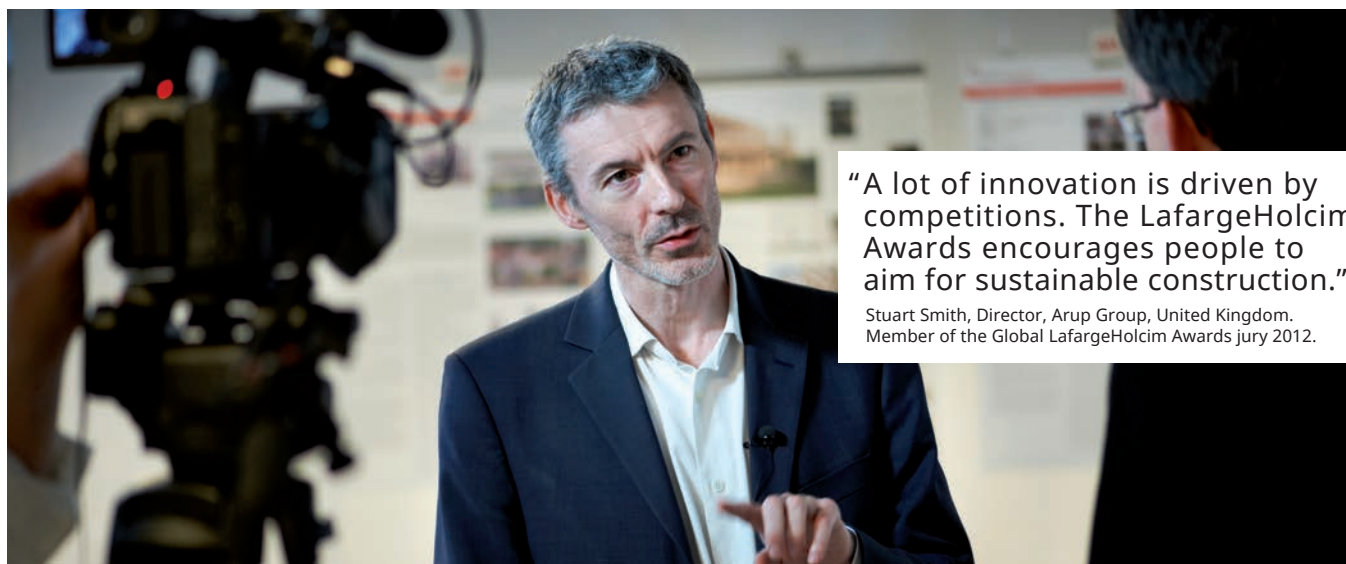 “A lot of innovation is driven by
competitions. The LafargeHolcim
Awards encourages people to
aim for sustainable construction.”
Stuart Smith, Director, Arup Group, United Kingdom.
Member of the Global LafargeHolcim Awards jury 2012.